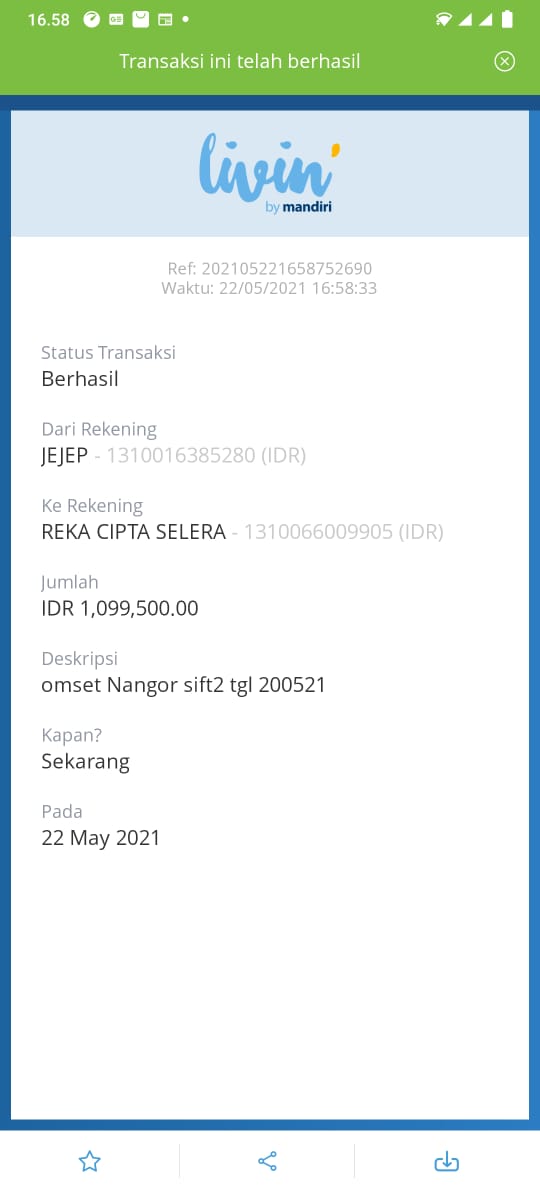 16.58
Transaksi ini telah berhasil
livin'
by mandiri
Ref: 202105221658752690
Waktu: 22/05/2021 16:58:33
Status Transaksi
Berhasil
Dari Rekening
JEJEP - 1310016385280 (IDR)
Ke Rekening
REKA CIPTA SELERA - 1310066009905 (IDR)
Jumlah
IDR 1,099,500.00
Deskripsi
omset Nangor sift2 tgl 200521
Kapan?
Sekarang
Pada
22 May 2021